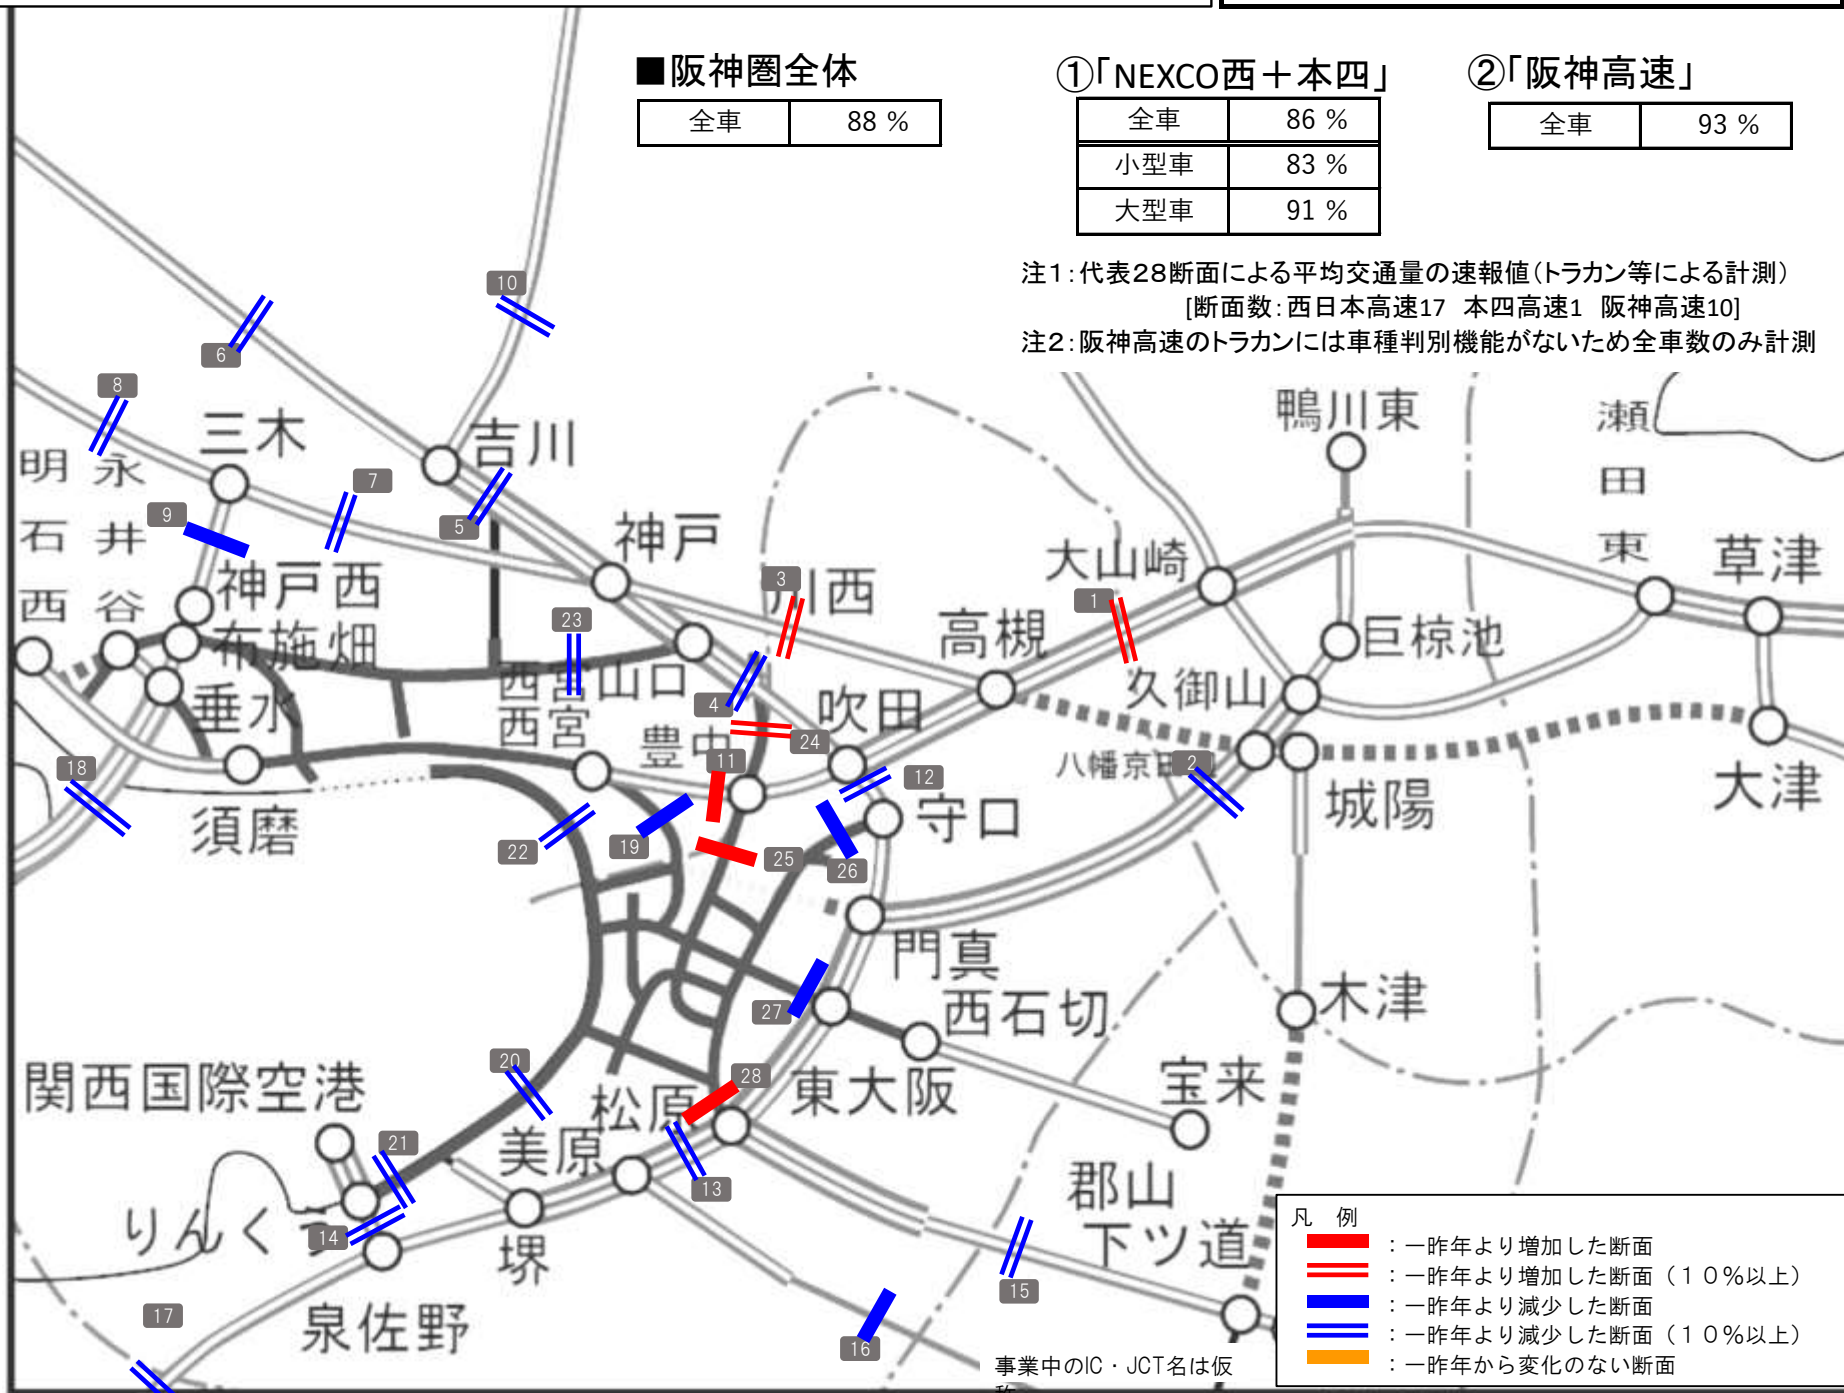 ■阪神圏全体
全車 88 %
①「NEXCO西＋本四」
全車 86 %
小型車 83 %
大型車 91 %
②「阪神高速」
全車 93 %
注1：代表28断面による平均交通量の速報値（トラカン等による計測）
［断面数：西日本高速17 本四高速1 阪神高速10］
注2：阪神高速のトラカンには車種判別機能がないため全車数のみ計測
10
6
8
三木
吉川
鴨川東
瀬田東
明石西
永井谷
7
9
5
神戸
大山崎
草津
神戸西
3
川西
1
高槻
布施畑
23
巨椋池
西宮山口
久御山
垂水
4
吹田
西宮
豊中
24
11
八幡京田辺
2
18
12
大津
須磨
守口
城陽
22
19
25
26
門真
木津
27
西石切
関西国際空港
20
28
松原
東大阪
宝来
21
美原
13
郡山下ツ道
りんくう
14
堺
15
17
泉佐野
16
事業中のIC・JCT名は仮
称
凡 例
：一昨年より増加した断面
：一昨年より増加した断面（１０％以上）
：一昨年より減少した断面
：一昨年より減少した断面（１０％以上）
：一昨年から変化のない断面